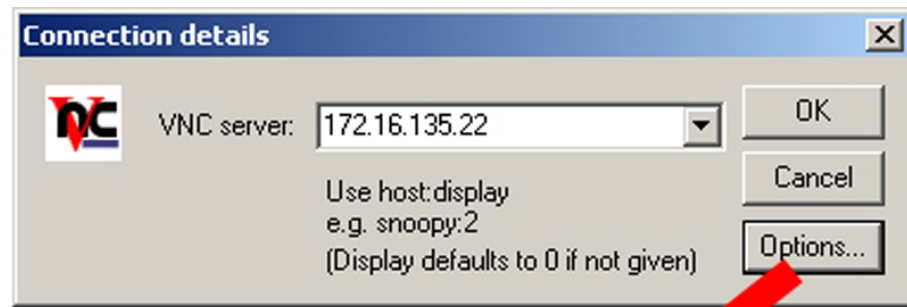 Connection details
VNC
VNC server:
172.16.135.22
OK
Use host:display
e.g. snoopy:2
(Display defaults to 0 if not given)
Cancel
Options...